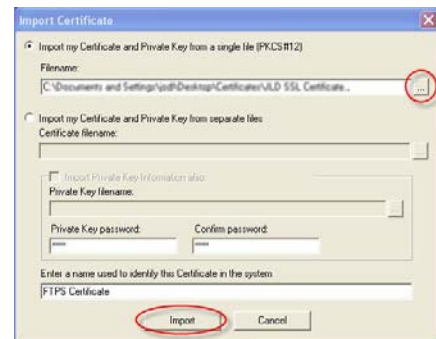 Import Certificate
Import my Certificate and Private Key from a single file (PKCS#12)
Filename:
C:\Documents and Settings\jodl\Desktop\Certificates\JLD SSL Certificate...
...
Import my Certificate and Private Key from separate files
Certificate filename:
Import Private Key Information also:
Private Key filename:
Private Key password:
Confirm password:
Enter a name used to identify this Certificate in the system
FTPS Certificate
Import
Cancel